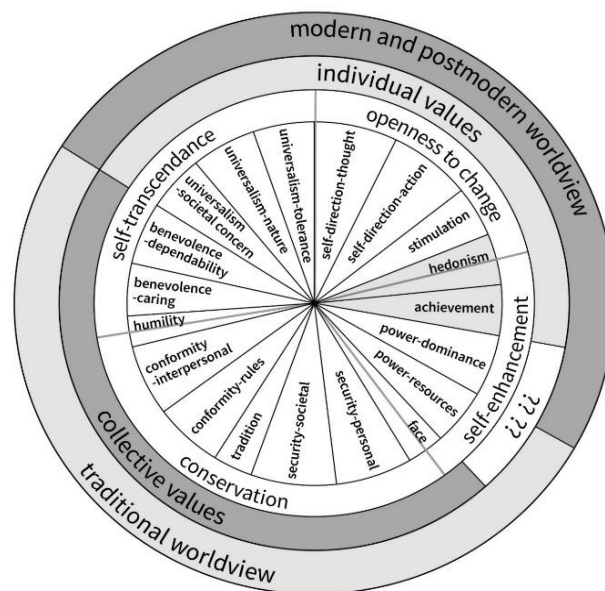 modern and postmodern worldview
individual values
openness to change
self-transcendance
universalism
-societal concern
universalism-nature
universalism-tolerance
self-direction-thought
self-direction-action
stimulation
hedonism
achievement
power-dominance
power-resources
face
self-enhancement
¿¿ ¿¿
benevolence
-dependability
benevolence
-caring
humility
conformity
-interpersonal
conformity-rules
tradition
security-societal
security-personal
conservation
collective values
traditional worldview